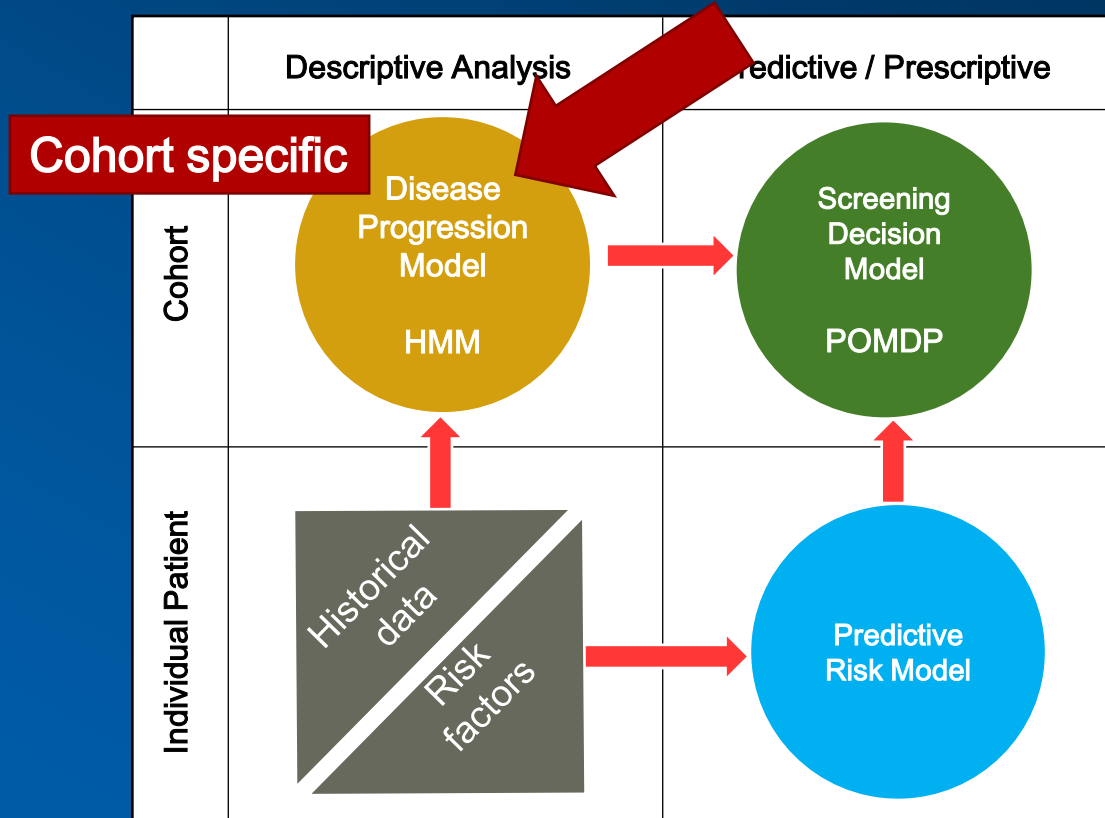 Descriptive Analysis
redictive / Prescriptive
Cohort specific
Cohort
Disease
Progression
Model
HMM
Screening
Decision
Model
POMDP
Individual Patient
Historical
data
Risk
factors
Predictive
Risk Model